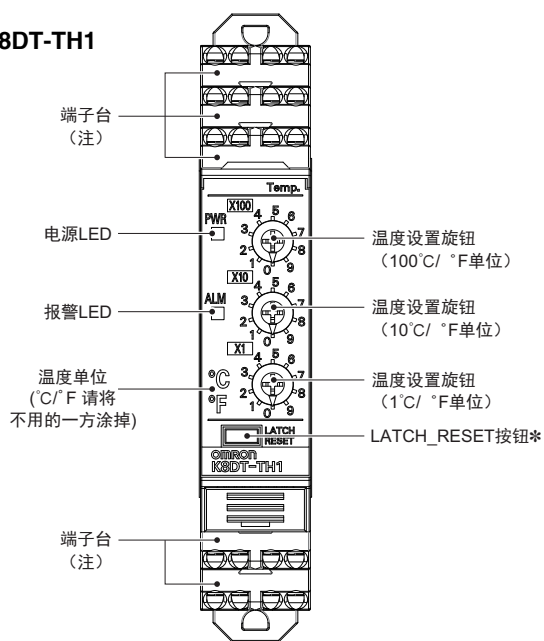 8DT-TH1
端子台
（注）
Temp.
X100
PWR
0
1
2
3
4
5
6
7
8
9
电源LED
温度设置旋钮
（100℃/ °F单位）
X10
ALM
0
1
2
3
4
5
6
7
8
9
报警LED
温度设置旋钮
（10℃/ °F单位）
X1
0
1
2
3
4
5
6
7
8
9
温度单位
(℃/°F 请将
不用的一方涂掉)
℃
°F
温度设置旋钮
（1℃/ °F单位）
LATCH
RESET
LATCH_RESET按钮*
OMRON
K8DT-TH1
端子台
（注）